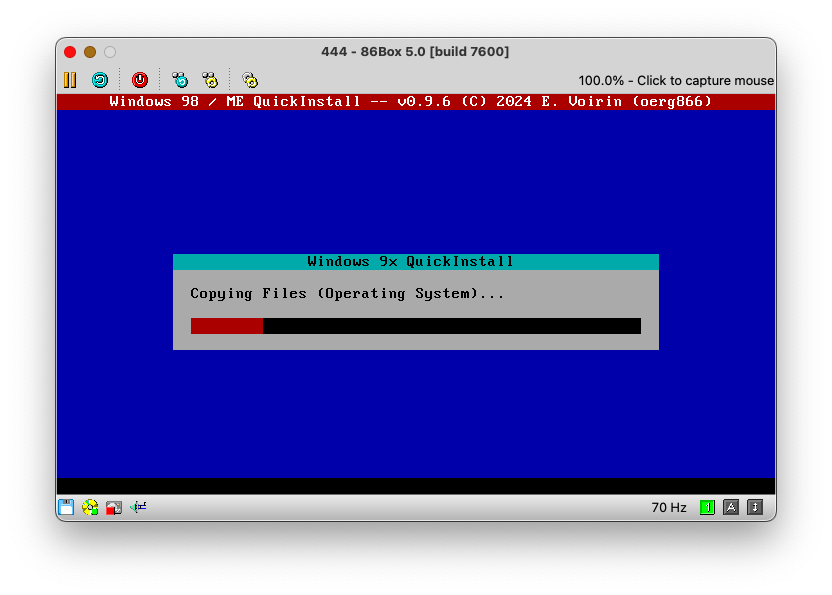 444 - 86Box 5.0 [build 7600]
100.0% - Click to capture mouse
Windows 98 / ME QuickInstall -- v0.9.6 (C) 2024 E. Voirin (oerg866)
Windows 9x QuickInstall
Copying Files (Operating System)...
70 Hz
1 A